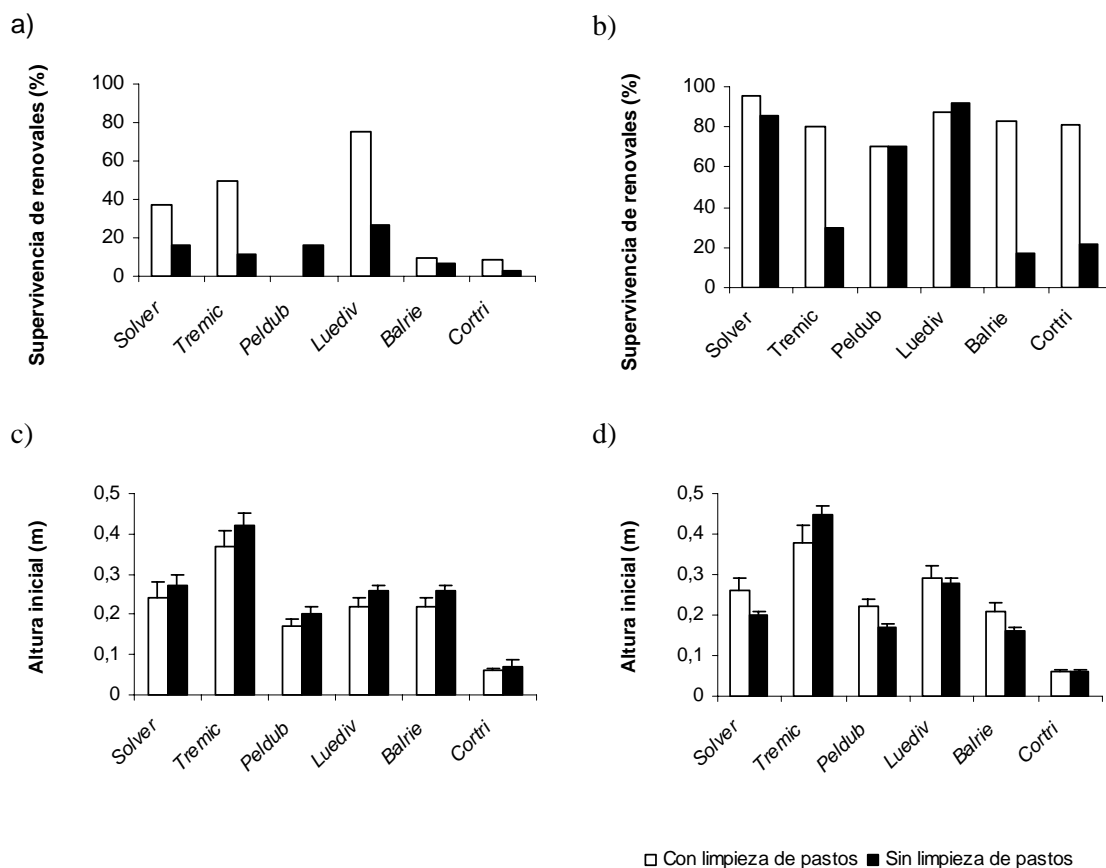 a)
Supervivencia de renovales (%)
100
80
60
40
20
0
Solver
Tremic
Peldub
Luediv
Balrie
Cortri
b)
Supervivencia de renovales (%)
100
80
60
40
20
0
Solver
Tremic
Peldub
Luediv
Balrie
Cortri
c)
Altura inicial (m)
0,5
0,4
0,3
0,2
0,1
0
Solver
Tremic
Peldub
Luediv
Balrie
Cortri
d)
Altura inicial (m)
0,5
0,4
0,3
0,2
0,1
0
Solver
Tremic
Peldub
Luediv
Balrie
Cortri
Con limpieza de pastos
Sin limpieza de pastos